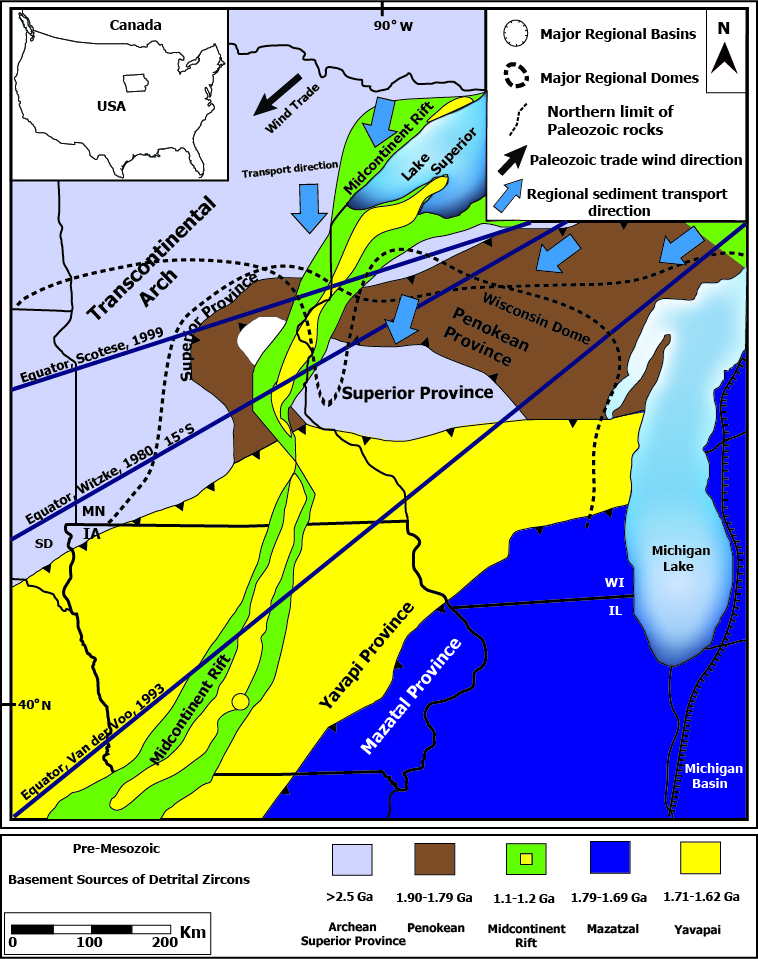 Canada
USA
90°W
N
Major Regional Basins
Major Regional Domes
Northern limit of
Paleozoic rocks
Paleozoic trade wind direction
Regional sediment transport
direction
Wind Trade
Transport direction
Midcontinent Rift
Lake
Superior
Transcontinental
Arch
Superior Province
Wisconsin Dome
Penokean
Province
Superior Province
Equator, Scotese, 1999
Equator, Witzke, 1980
15°S
MN
IA
SD
Michigan
Lake
WI
IL
Yavapi Province
Mazatal Province
Midcontinent Rift
40°N
Equator, Van der Voo, 1993
Michigan
Basin
Pre-Mesozoic
Basement Sources of Detrital Zircons
>2.5 Ga
1.90-1.79 Ga
1.1-1.2 Ga
1.79-1.69 Ga
1.71-1.62 Ga
Archean
Superior Province
Penokean
Midcontinent
Rift
Mazatzal
Yavapai
0 100 200 Km